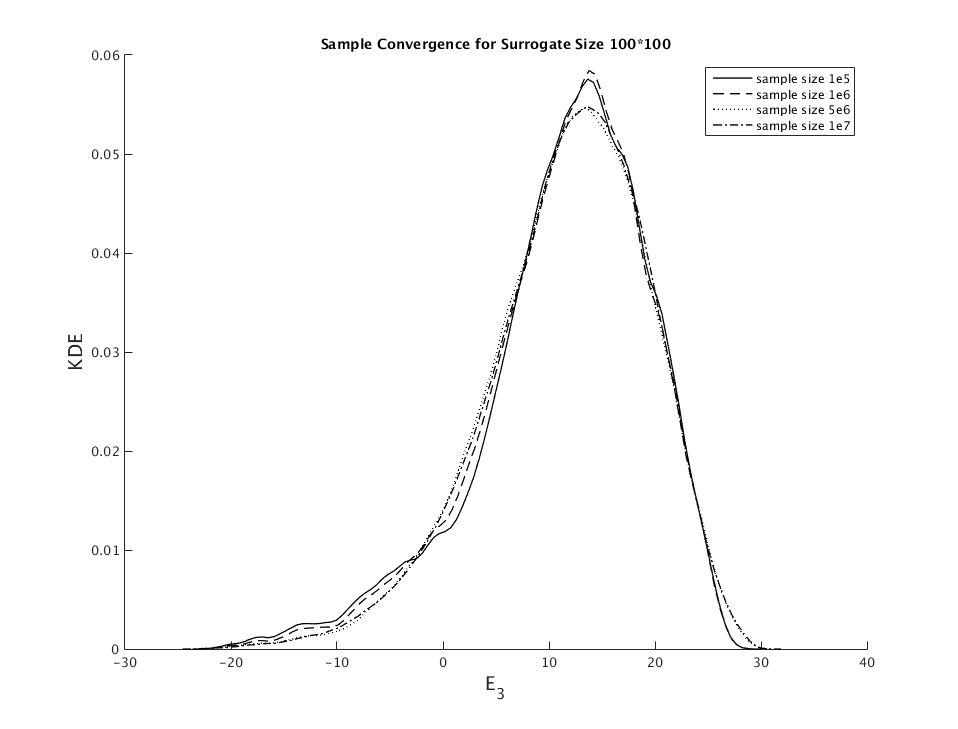 Sample Convergence for Surrogate Size 100*100
0.06
0.05
0.04
0.03
0.02
0.01
0
KDE
sample size 1e5
sample size 1e6
sample size 5e6
sample size 1e7
-30 -20 -10 0 10 20 30 40
E3